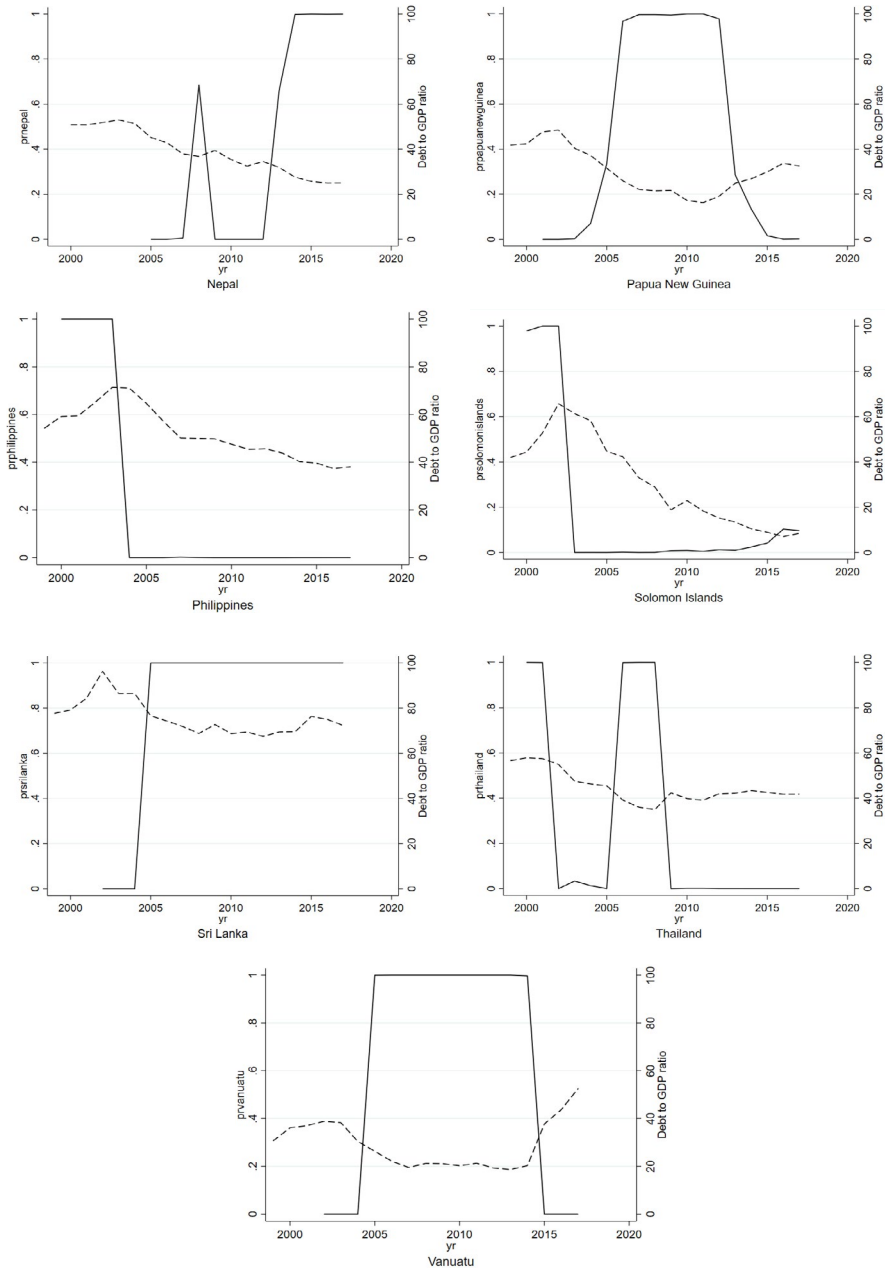 1
.8
.6
.4
.2
0
prnepal
100
80
60
40
20
0
Debt to GDP ratio
2000 2005 2010 2015 2020
yr
Nepal
1
.8
.6
.4
.2
0
prpapuanewguinea
100
80
60
40
20
0
Debt to GDP ratio
2000 2005 2010 2015 2020
yr
Papua New Guinea
1
.8
.6
.4
.2
0
prphilippines
100
80
60
40
20
0
Debt to GDP ratio
2000 2005 2010 2015 2020
yr
Philippines
1
.8
.6
.4
.2
0
prsolomonislands
100
80
60
40
20
0
Debt to GDP ratio
2000 2005 2010 2015 2020
yr
Solomon Islands
1
.8
.6
.4
.2
0
prsrilanka
100
80
60
40
20
0
Debt to GDP ratio
2000 2005 2010 2015 2020
yr
Sri Lanka
1
.8
.6
.4
.2
0
prthailand
100
80
60
40
20
0
Debt to GDP ratio
2000 2005 2010 2015 2020
yr
Thailand
1
.8
.6
.4
.2
0
prvanuatu
100
80
60
40
20
0
Debt to GDP ratio
2000 2005 2010 2015 2020
yr
Vanuatu